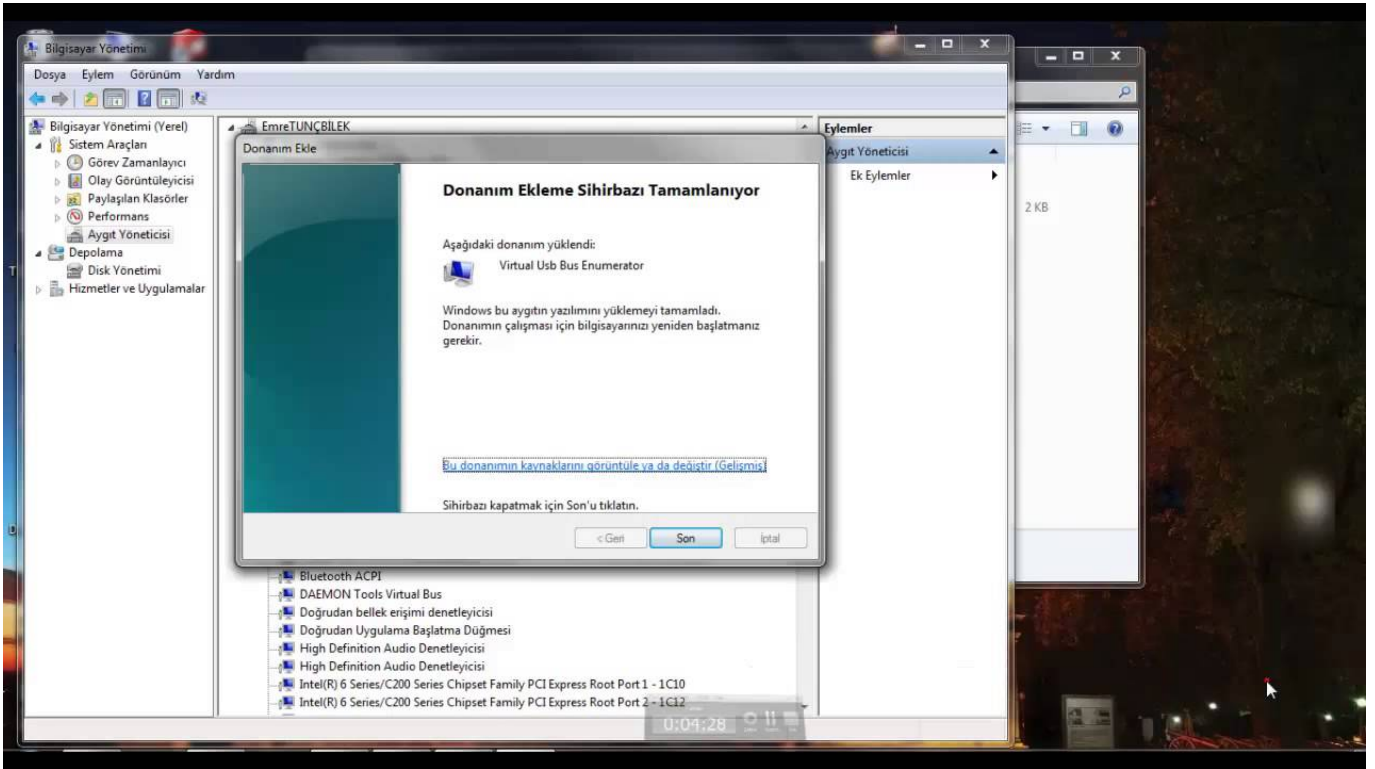 Bilgisayar Yönetimi
Dosya Eylem Görünüm Yardım
Bilgisayar Yönetimi (Yerel)
Sistem Araçları
Görev Zamanlayıcı
Olay Görüntüleyicisi
Paylaşılan Klasörler
Performans
Aygıt Yöneticisi
Depolama
Disk Yönetimi
Hizmetler ve Uygulamalar
EmreTUNÇBİLEK
Donanım Ekle
Donanım Ekleme Sihirbazı Tamamlanıyor
Aşağıdaki donanım yüklendi:
Virtual Usb Bus Enumerator
Windows bu aygıtın yazılımını yüklemeyi tamamladı.
Donanımın çalışması için bilgisayarınızı yeniden başlatmanız
gerekir.
Bu donanımın kaynaklarını görüntüle ya da değiştir (Gelişmiş)
Sihirbazı kapatmak için Son'u tıklatın.
< Geri Son İptal
Bluetooth ACPI
DAEMON Tools Virtual Bus
Doğrudan bellek erişimi denetleyicisi
Doğrudan Uygulama Başlatma Düğmesi
High Definition Audio Denetleyicisi
High Definition Audio Denetleyicisi
Intel(R) 6 Series/C200 Series Chipset Family PCI Express Root Port 1 - 1C10
Intel(R) 6 Series/C200 Series Chipset Family PCI Express Root Port 2 - 1C12
Eylemler
Aygıt Yöneticisi
Ek Eylemler
2 KB
0:04:28